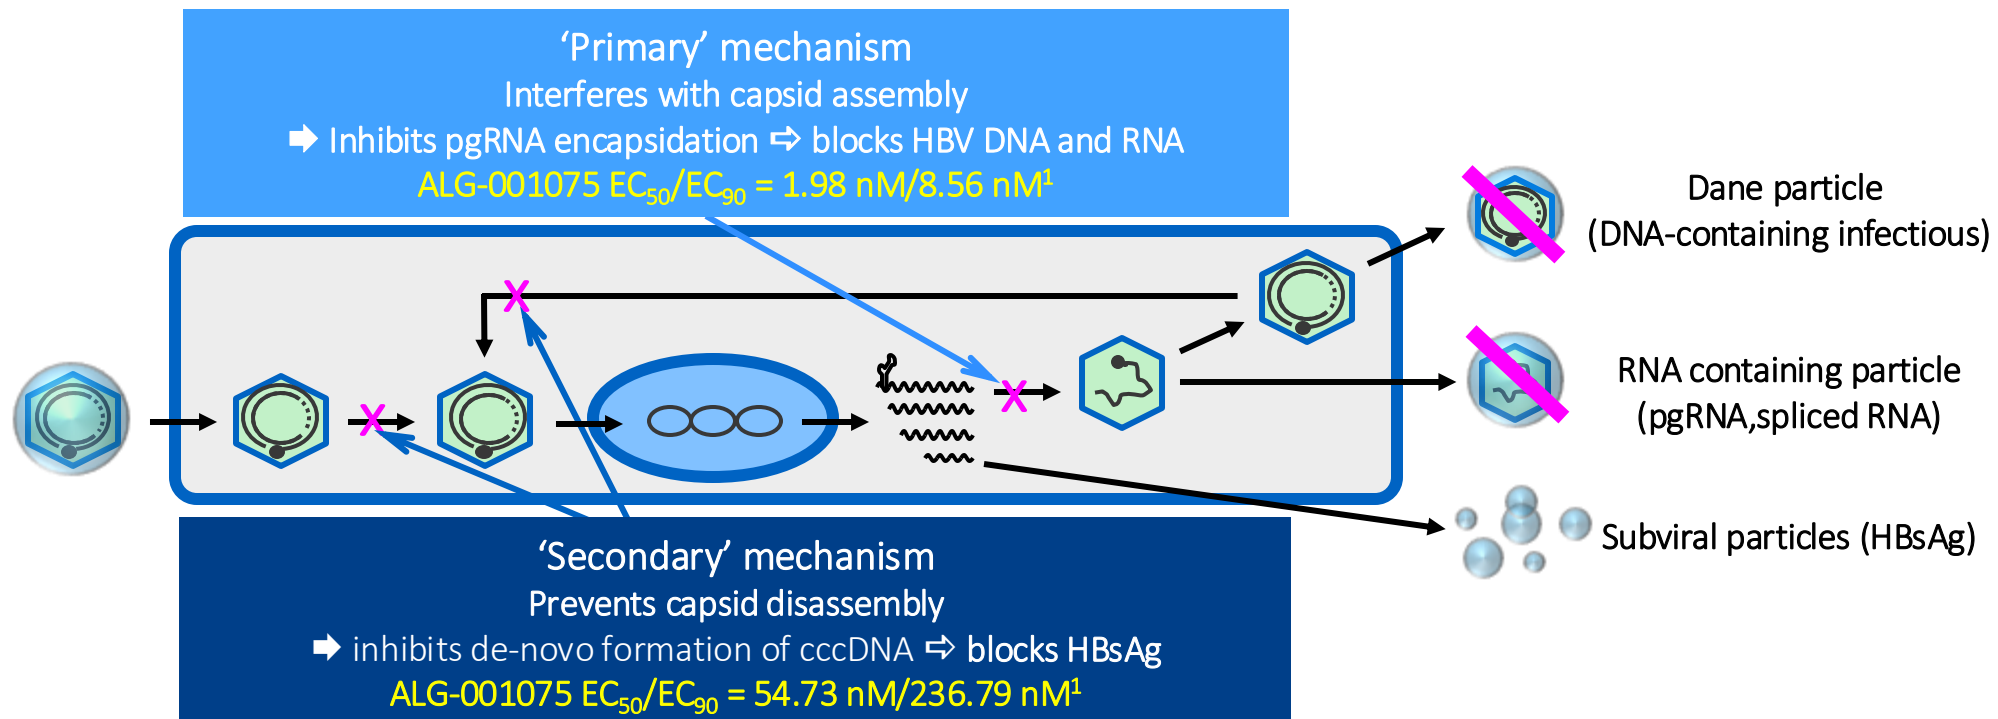 ‘Primary’ mechanism
Interferes with capsid assembly
➡ Inhibits pgRNA encapsidation ⇨ blocks HBV DNA and RNA
ALG-001075 EC₅₀/EC₉₀ = 1.98 nM/8.56 nM¹
Dane particle
(DNA-containing infectious)
X
X
X
RNA containing particle
(pgRNA,spliced RNA)
Subviral particles (HBsAg)
‘Secondary’ mechanism
Prevents capsid disassembly
➡ inhibits de-novo formation of cccDNA ⇨ blocks HBsAg
ALG-001075 EC₅₀/EC₉₀ = 54.73 nM/236.79 nM¹